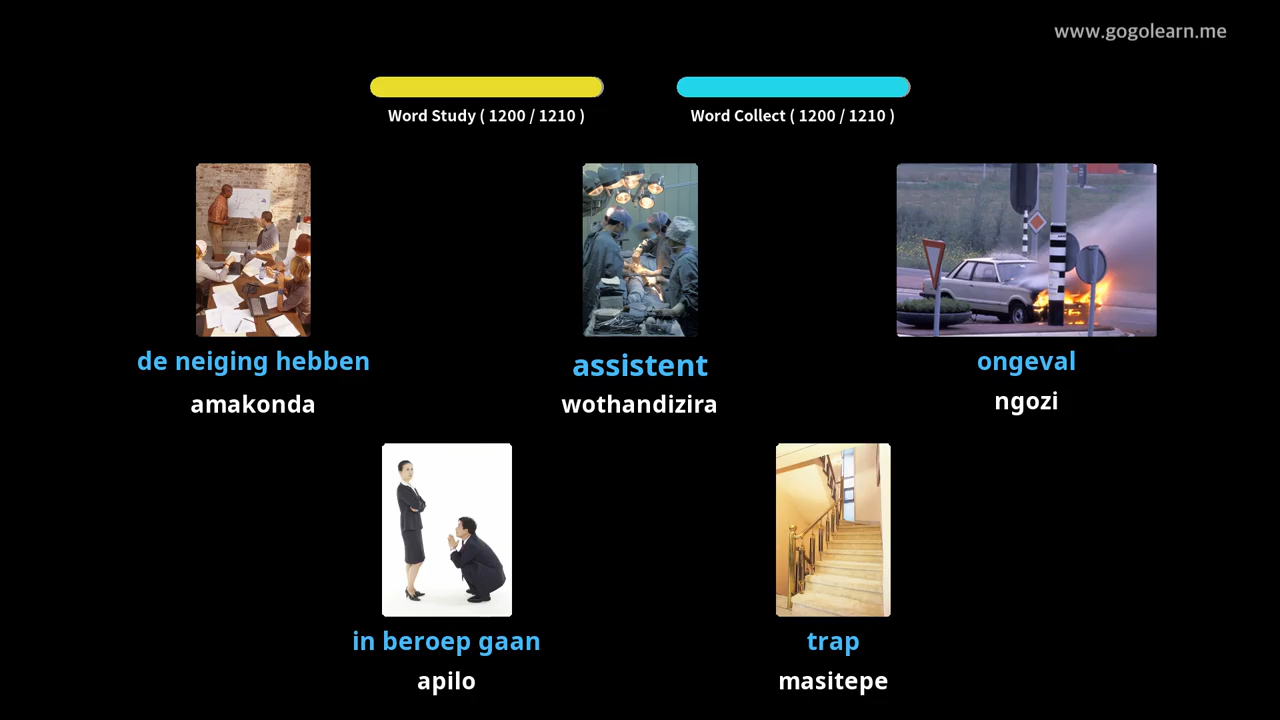 www.gogolearn.me
Word Study ( 1200 / 1210 )
Word Collect ( 1200 / 1210 )
de neiging hebben
amakonda
assistent
wothandizira
ongeval
ngozi
in beroep gaan
apilo
trap
masitepe